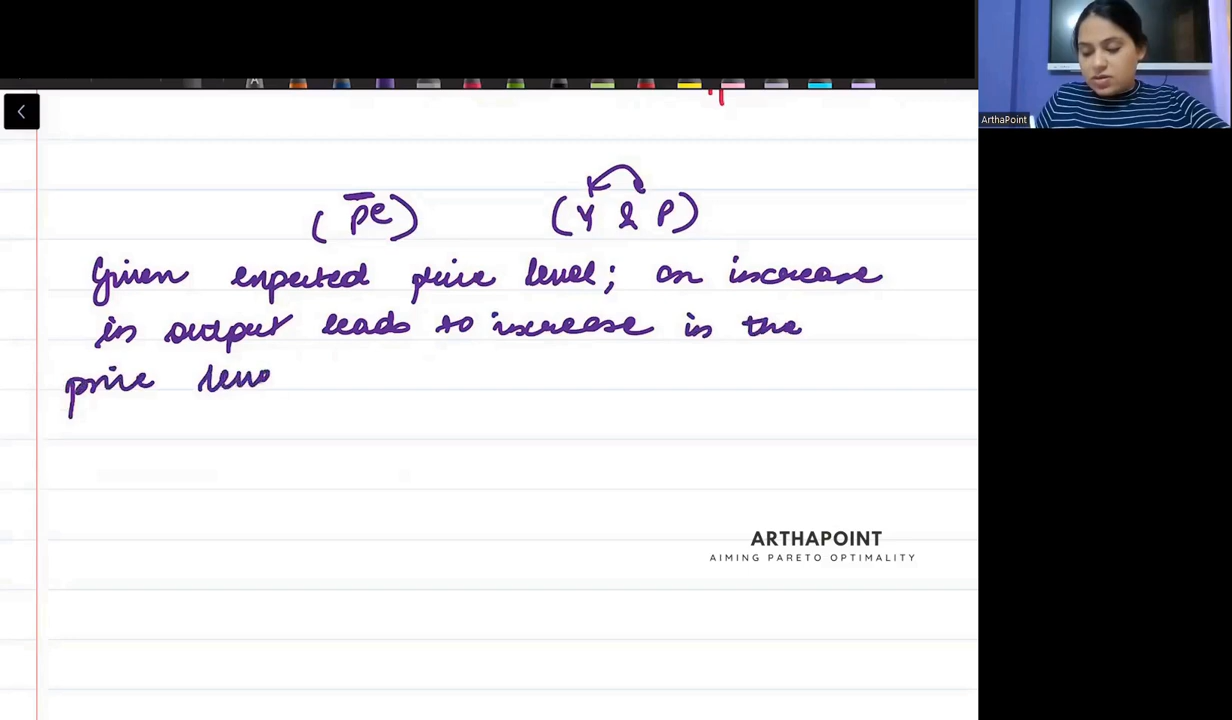 ArthaPoint
(P̅e) (Y & P)
Given expected price level; an increase
in output leads to increase in the
price leve
ARTHAPOINT
AIMING PARETO OPTIMALITY